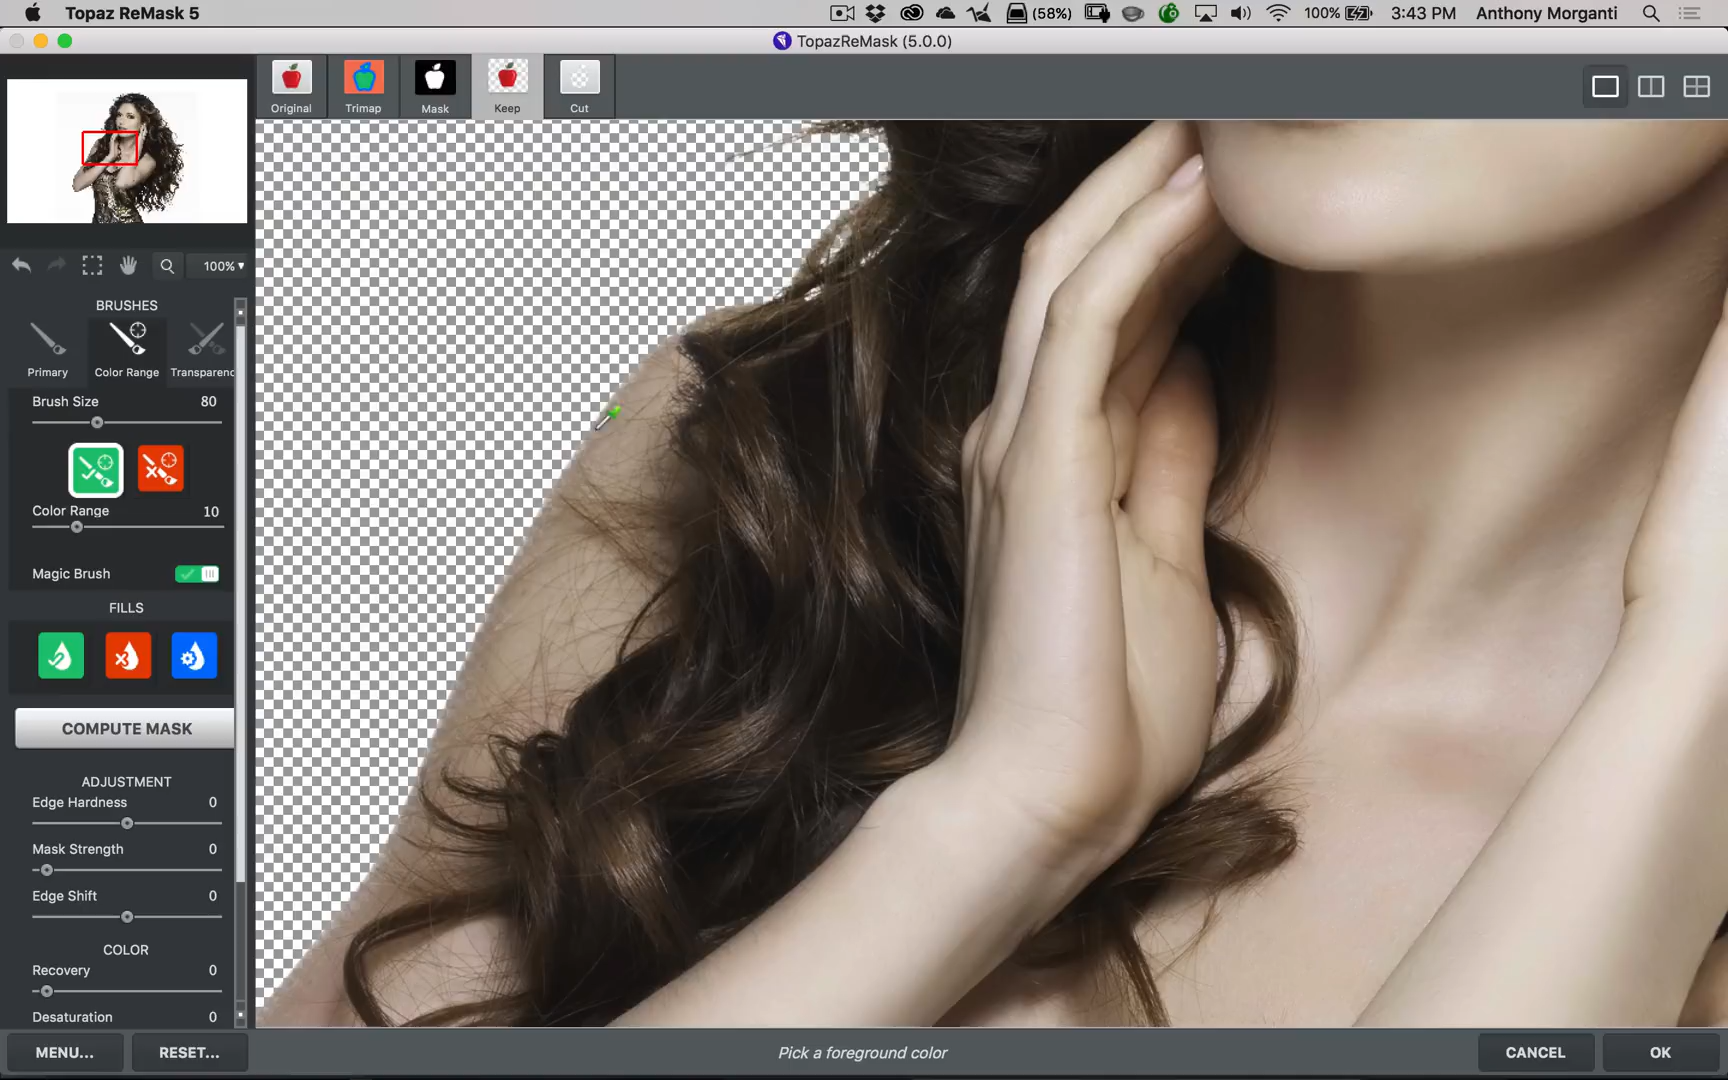 Topaz ReMask 5
(58%)
100%
3:43 PM
Anthony Morganti
TopazReMask (5.0.0)
Original
Trimap
Mask
Keep
Cut
100%
BRUSHES
Primary
Color Range
Transparenc
Brush Size 80
Color Range 10
Magic Brush
FILLS
COMPUTE MASK
ADJUSTMENT
Edge Hardness 0
Mask Strength 0
Edge Shift 0
COLOR
Recovery 0
Desaturation 0
MENU...
RESET...
Pick a foreground color
CANCEL
OK